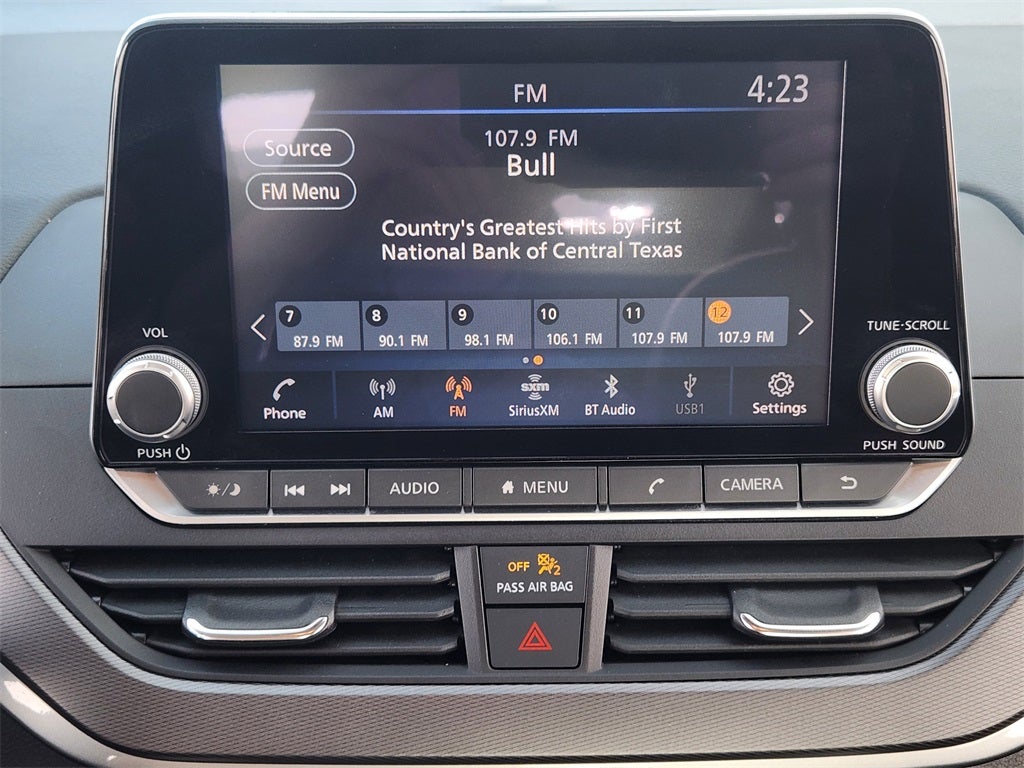 FM
4:23
107.9 FM
Source
Bull
FM Menu
Country's Greatest Hits by First
National Bank of Central Texas
7 8 9 10 11 12
87.9 FM 90.1 FM 98.1 FM 106.1 FM 107.9 FM 107.9 FM
VOL
TUNE·SCROLL
Phone AM FM SiriusXM BT Audio USB1 Settings
sxm
PUSH
PUSH SOUND
AUDIO MENU CAMERA
OFF 2
PASS AIR BAG